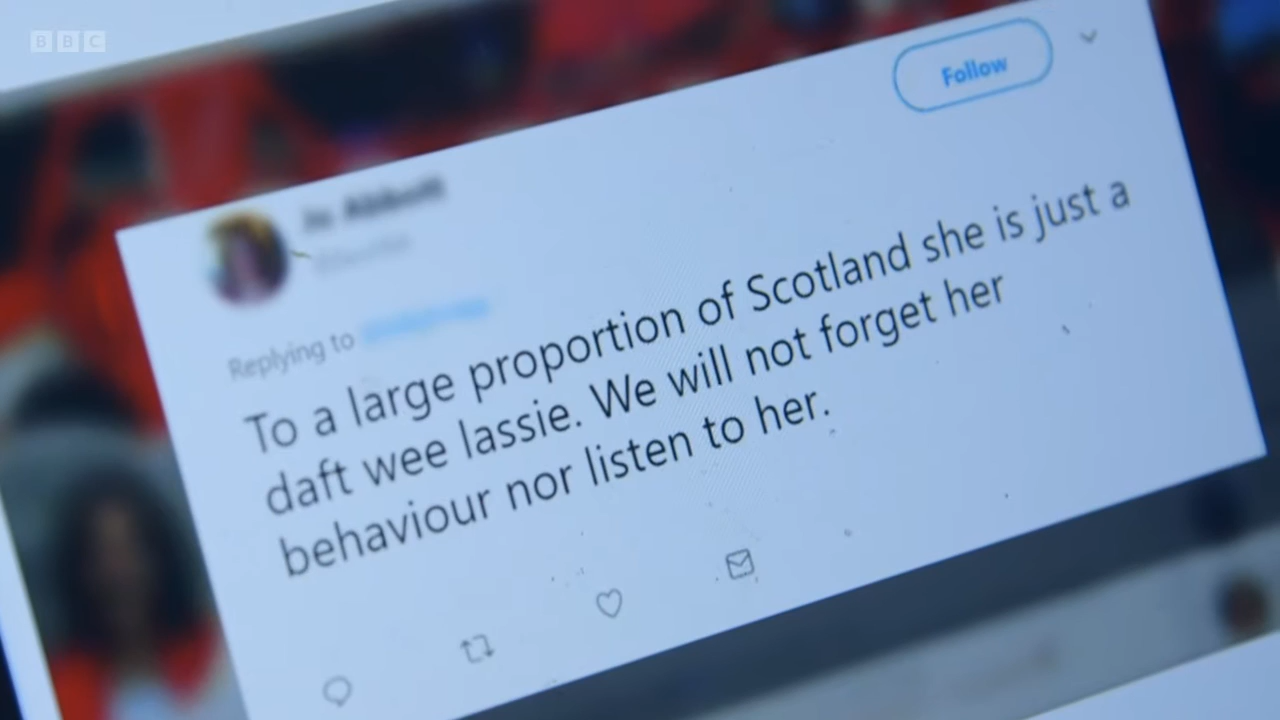 BBC
Follow
Replying to
To a large proportion of Scotland she is just a
daft wee lassie. We will not forget her
behaviour nor listen to her.